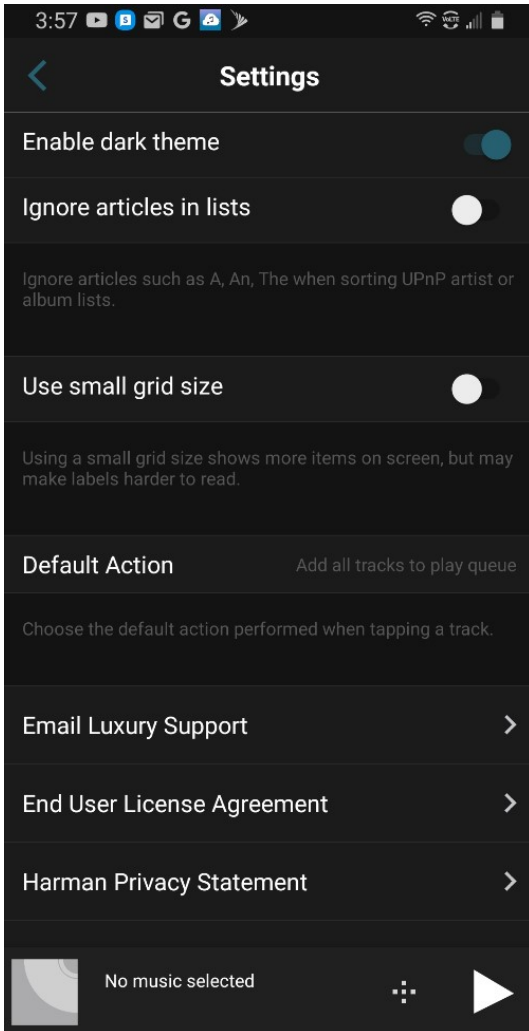 3:57
Settings
Enable dark theme
Ignore articles in lists
Ignore articles such as A, An, The when sorting UPnP artist or
album lists.
Use small grid size
Using a small grid size shows more items on screen, but may
make labels harder to read.
Default Action Add all tracks to play queue
Choose the default action performed when tapping a track.
Email Luxury Support
End User License Agreement
Harman Privacy Statement
No music selected